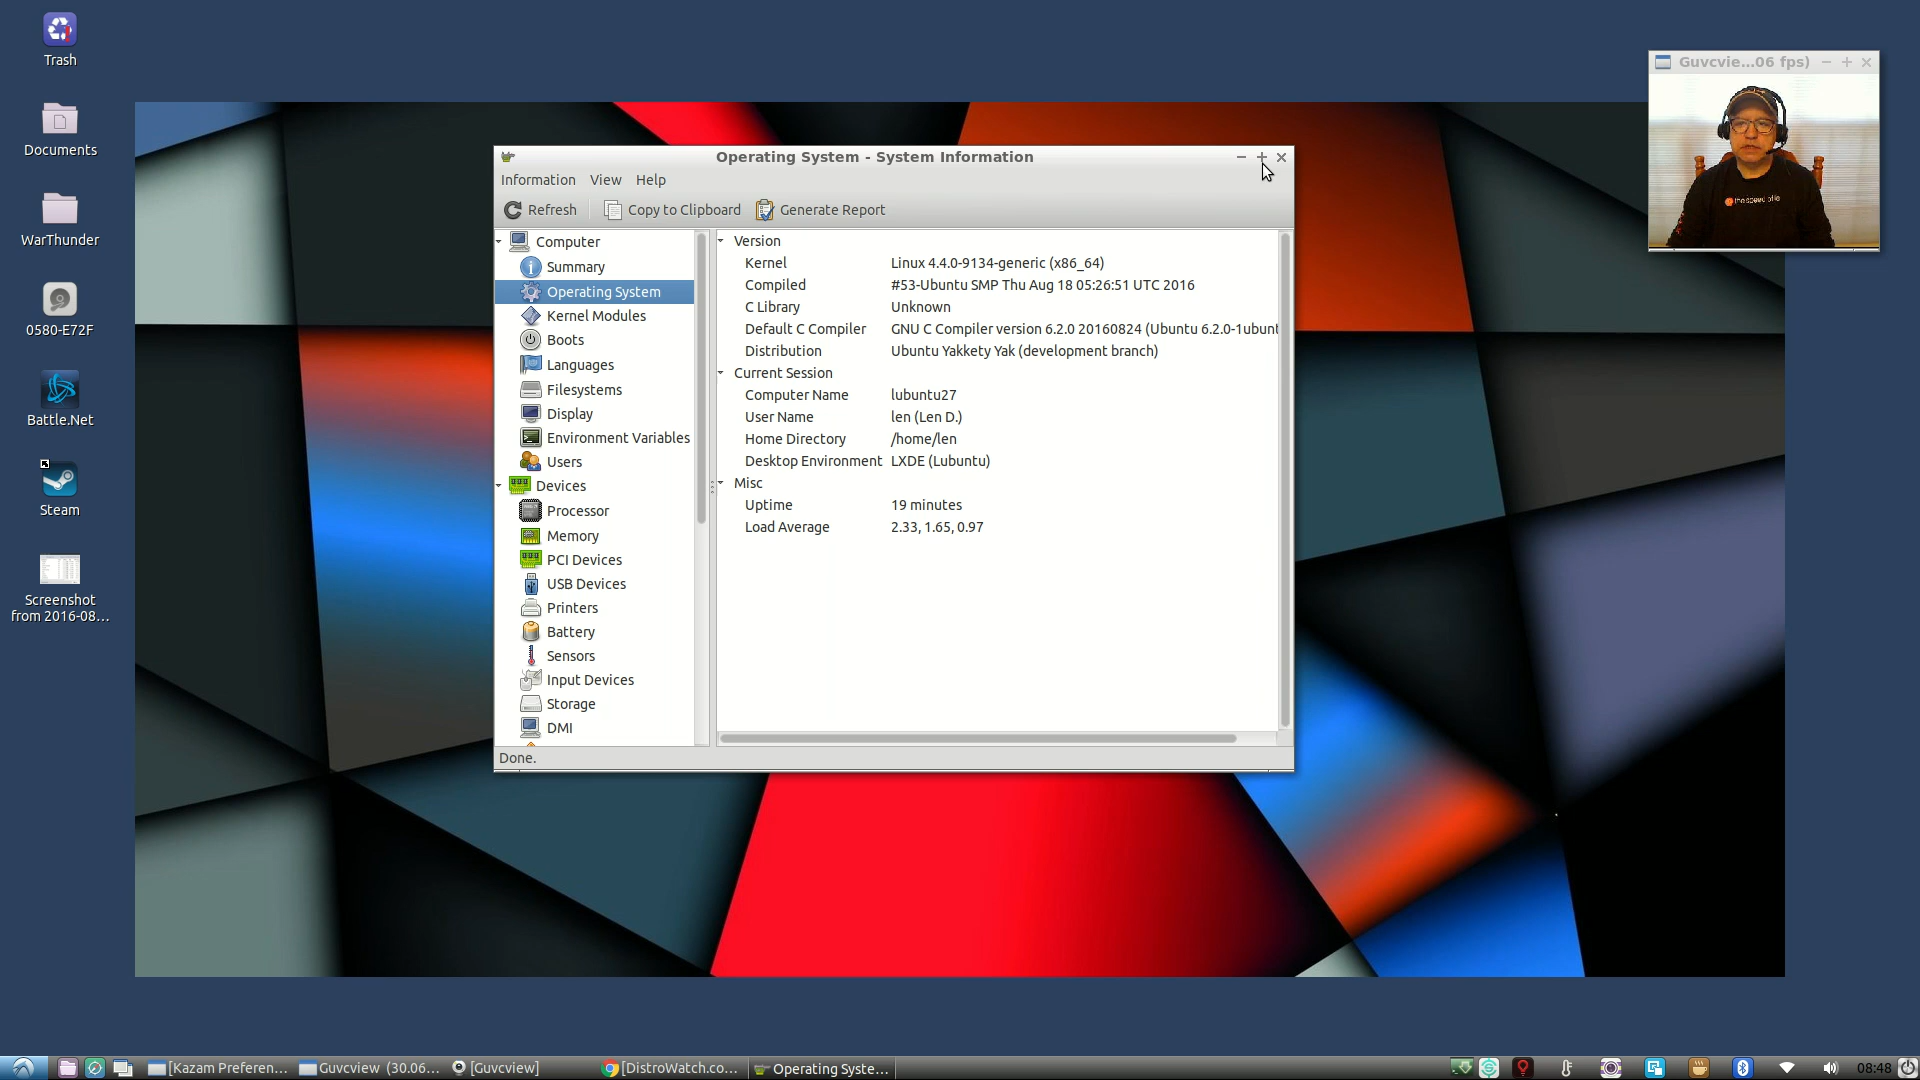 Trash
Documents
WarThunder
0580-E72F
Battle.Net
Steam
Screenshot
from 2016-08...
Guvcvie...06 fps)
Operating System - System Information
Information View Help
Refresh Copy to Clipboard Generate Report
Computer
Summary
Operating System
Kernel Modules
Boots
Languages
Filesystems
Display
Environment Variables
Users
Devices
Processor
Memory
PCI Devices
USB Devices
Printers
Battery
Sensors
Input Devices
Storage
DMI
Version
Kernel Linux 4.4.0-9134-generic (x86_64)
Compiled #53-Ubuntu SMP Thu Aug 18 05:26:51 UTC 2016
C Library Unknown
Default C Compiler GNU C Compiler version 6.2.0 20160824 (Ubuntu 6.2.0-1ubunt
Distribution Ubuntu Yakkety Yak (development branch)
Current Session
Computer Name lubuntu27
User Name len (Len D.)
Home Directory /home/len
Desktop Environment LXDE (Lubuntu)
Misc
Uptime 19 minutes
Load Average 2.33, 1.65, 0.97
Done.
[Kazam Preferen... Guvcview (30.06... [Guvcview] [DistroWatch.co... Operating Syste... 08:48